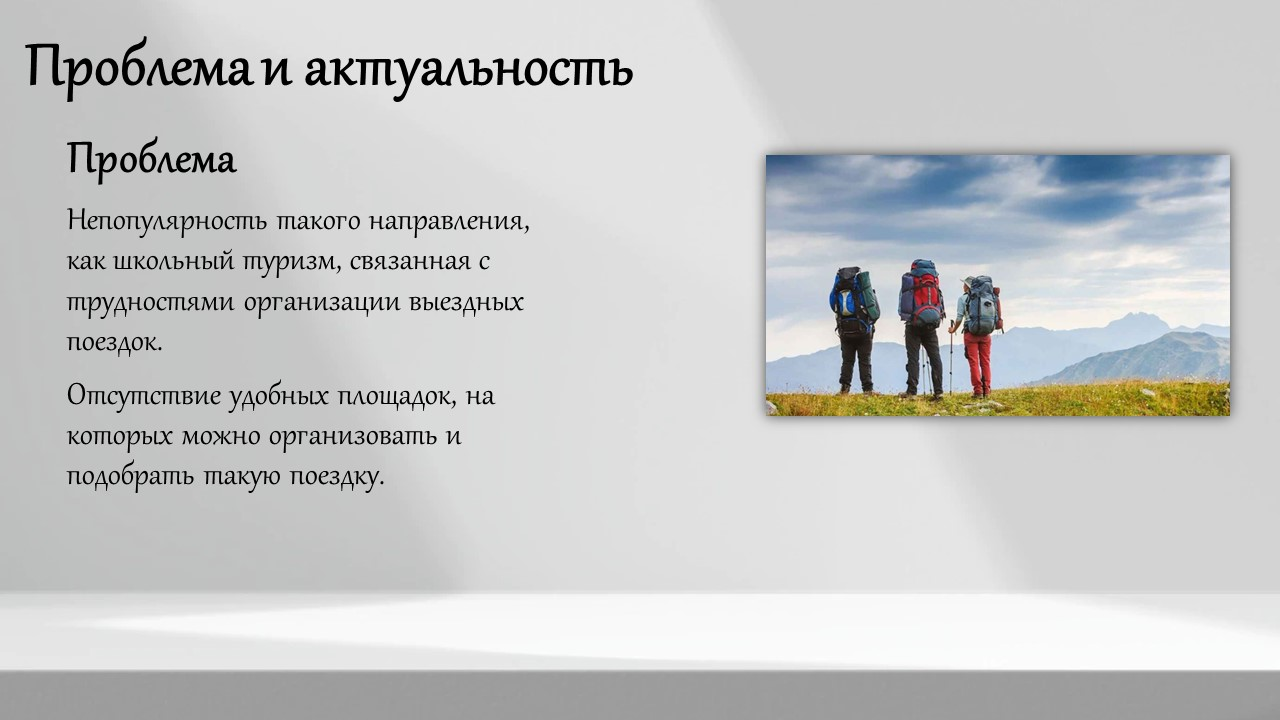 Проблема и актуальность
Проблема
Непопулярность такого направления,
как школьный туризм, связанная с
трудностями организации выездных
поездок.
Отсутствие удобных площадок, на
которых можно организовать и
подобрать такую поездку.